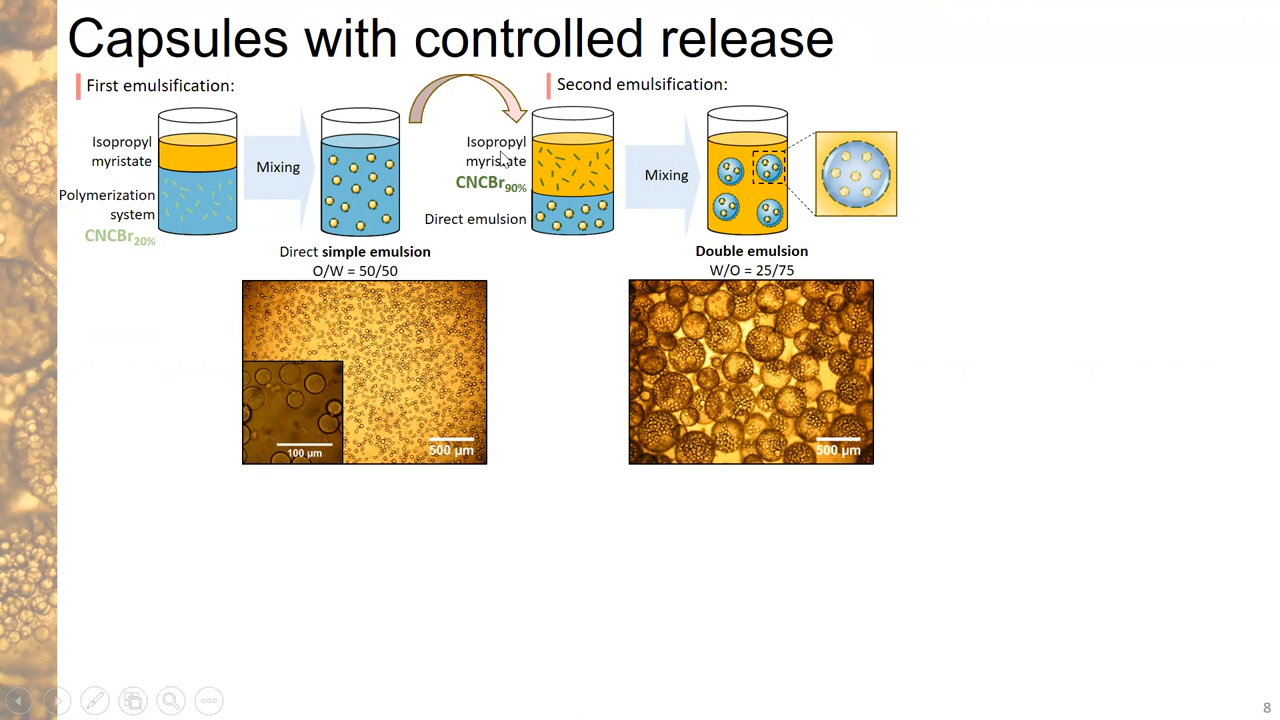 Capsules with controlled release
First emulsification:
Isopropyl
myristate
Polymerization
system
CNCBr20%
Mixing
Direct simple emulsion
O/W = 50/50
100 µm
500 µm
Second emulsification:
Isopropyl
myristate
CNCBr90%
Direct emulsion
Mixing
Double emulsion
W/O = 25/75
500 µm
8